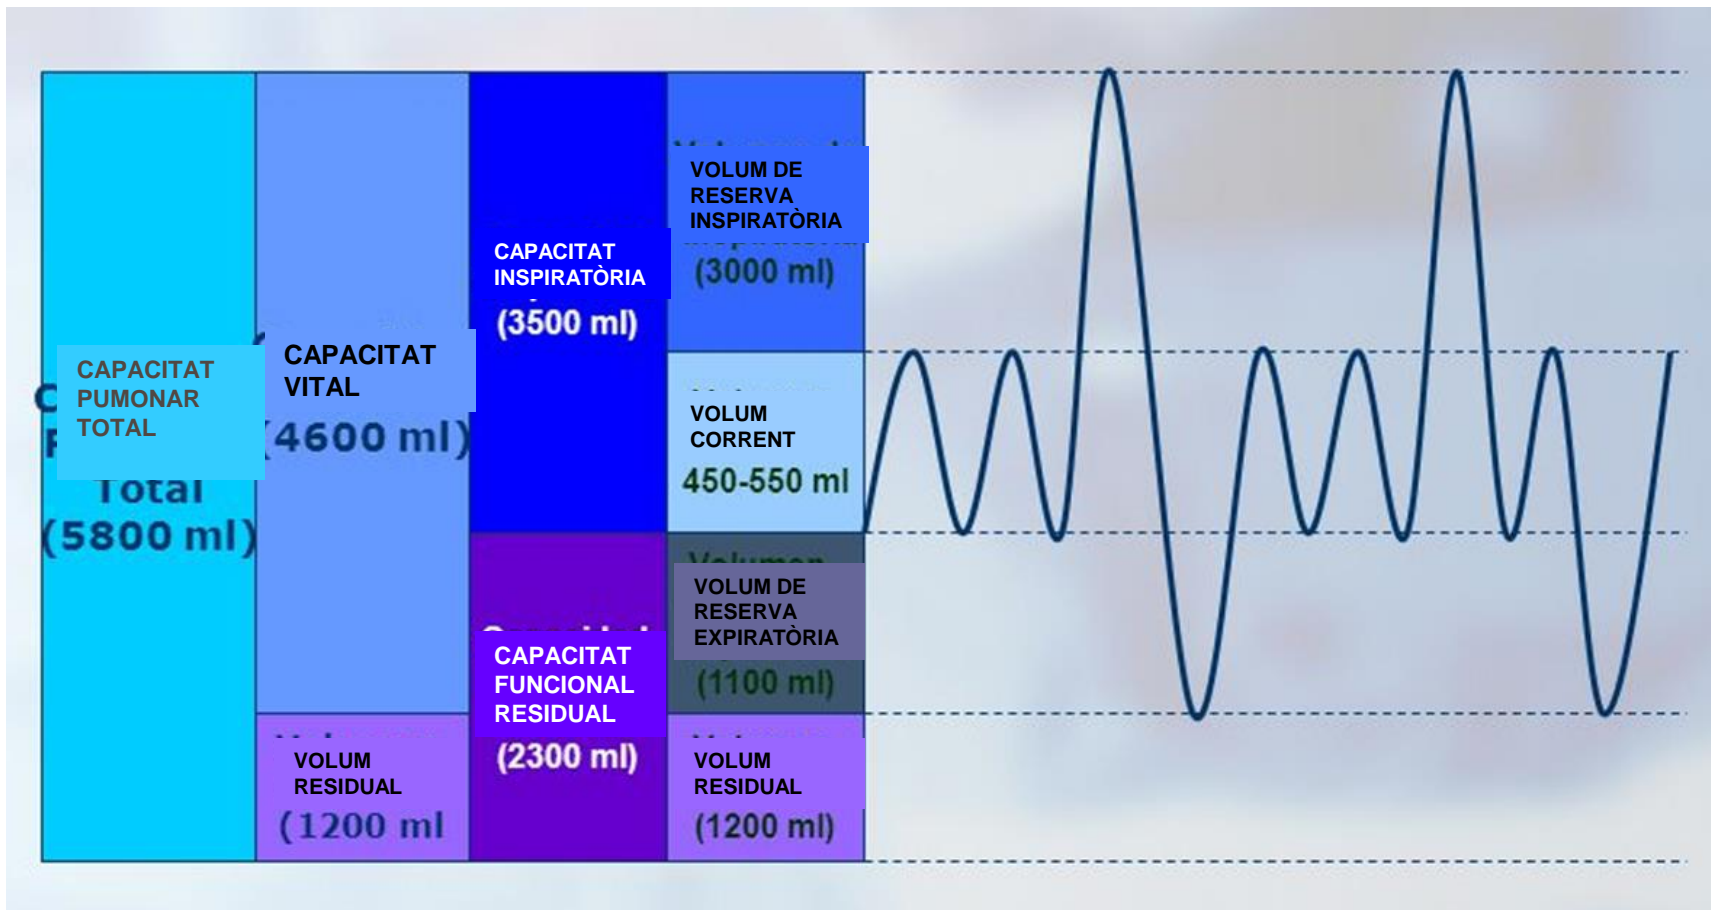 CAPACITAT
PUMONAR
TOTAL
Total
(5800 ml)
CAPACITAT
VITAL
(4600 ml)
VOLUM
RESIDUAL
(1200 ml
CAPACITAT
INSPIRATÒRIA
(3500 ml)
CAPACITAT
FUNCIONAL
RESIDUAL
(2300 ml)
VOLUM DE
RESERVA
INSPIRATÒRIA
(3000 ml)
VOLUM
CORRENT
450-550 ml
VOLUM DE
RESERVA
EXPIRATÒRIA
(1100 ml)
VOLUM
RESIDUAL
(1200 ml)